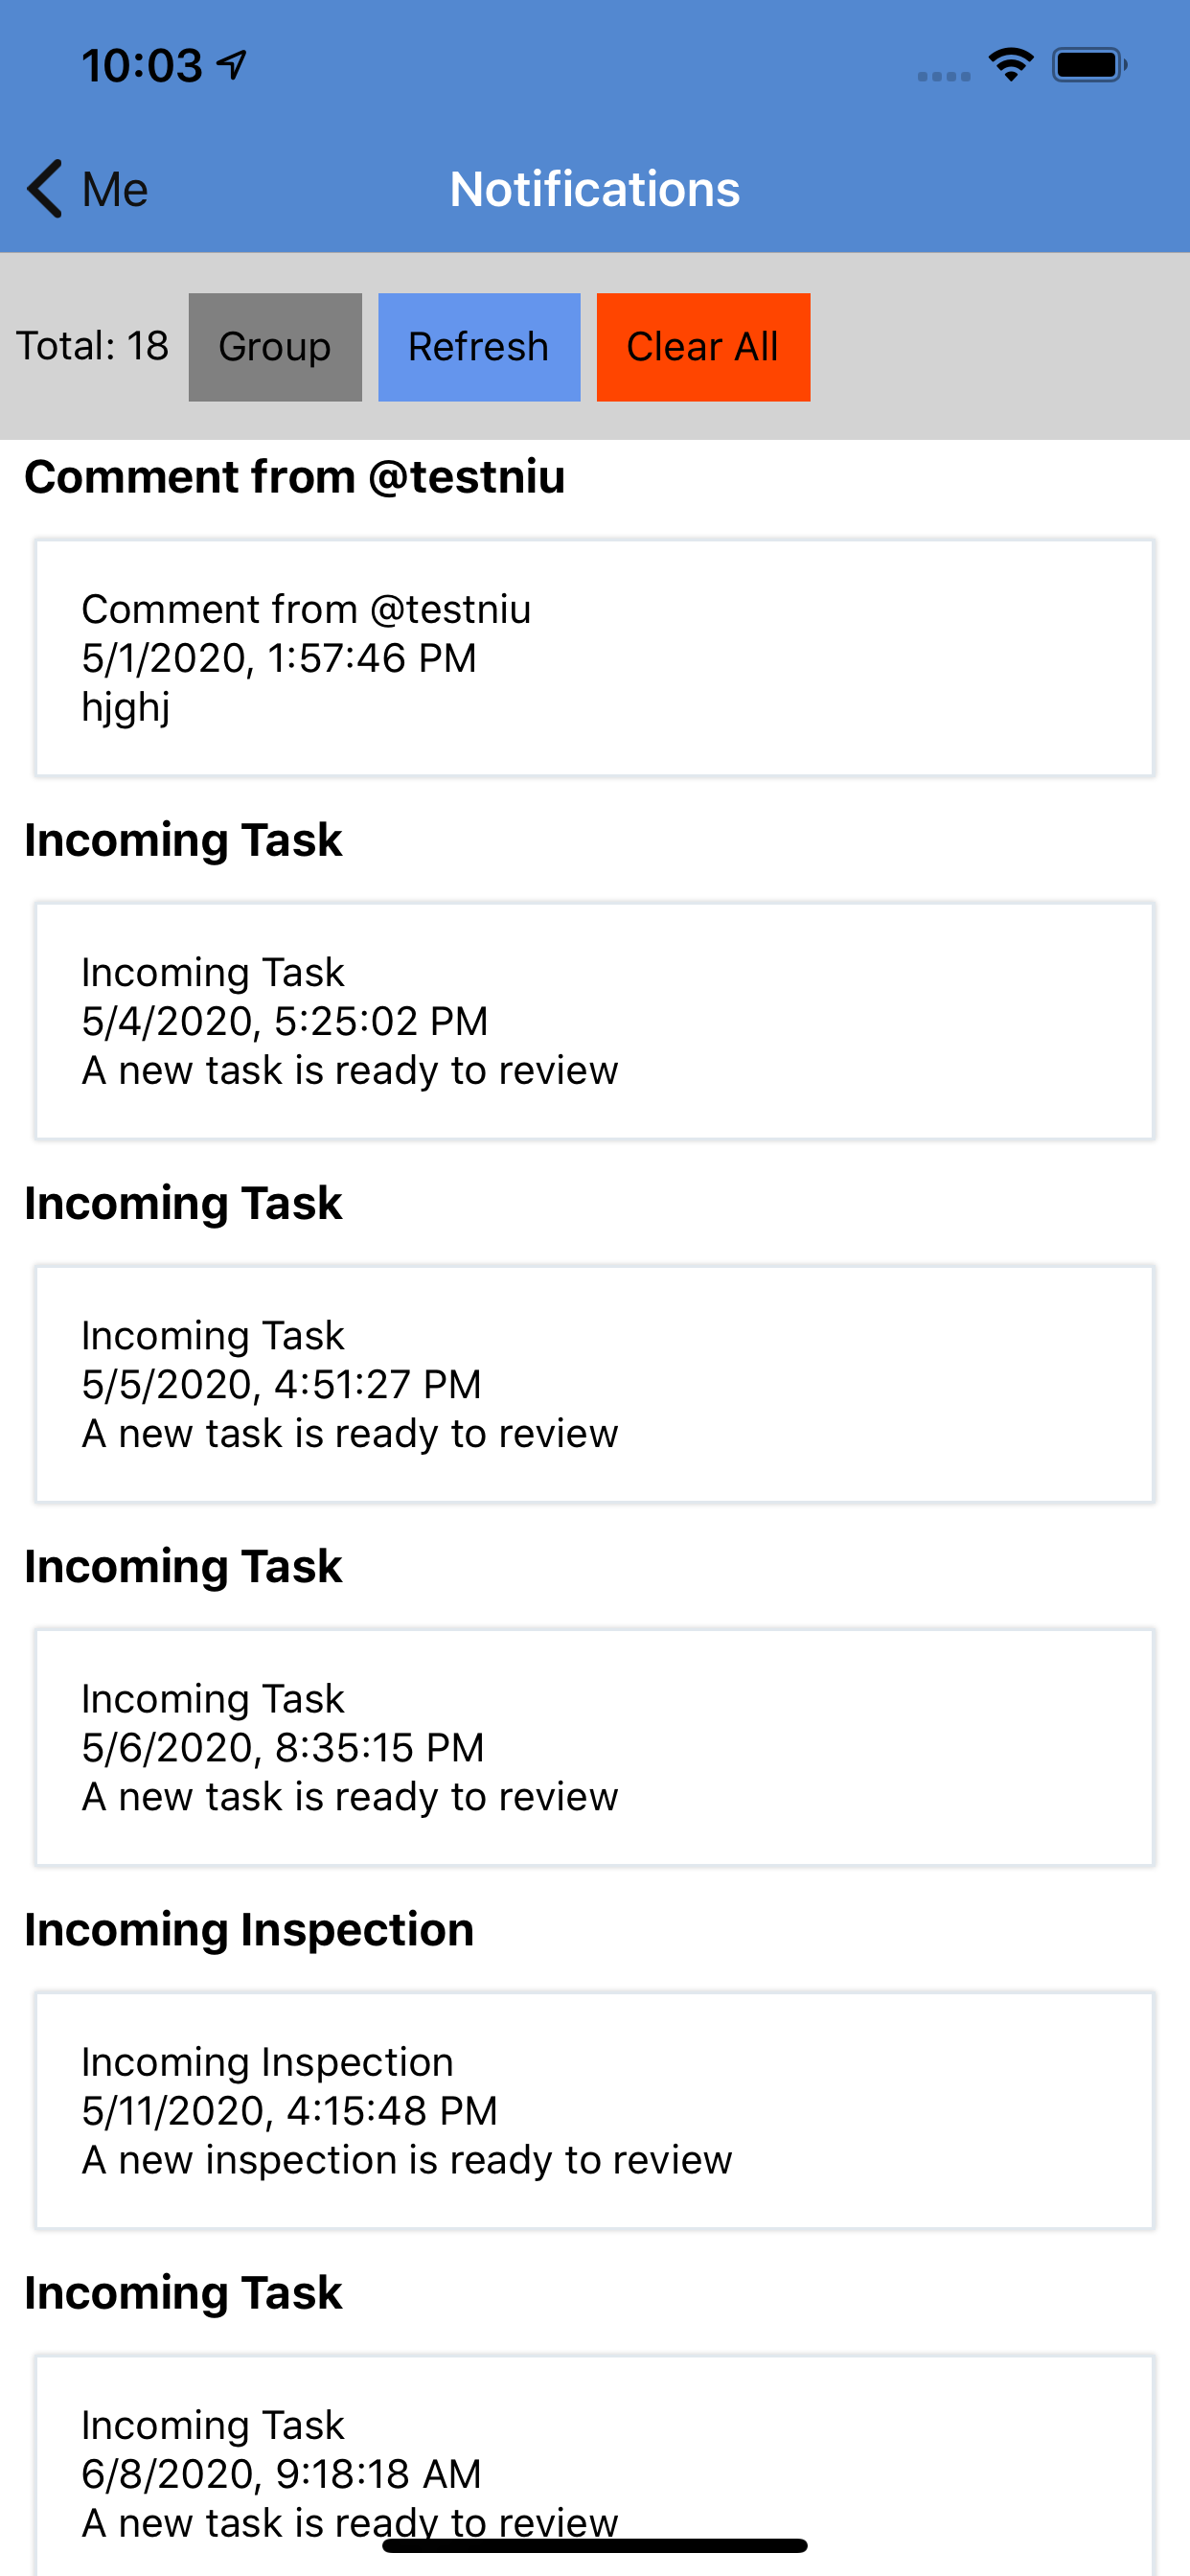 10:03
Me
Notifications
Total: 18
Group
Refresh
Clear All
Comment from @testniu
Comment from @testniu
5/1/2020, 1:57:46 PM
hjghj
Incoming Task
Incoming Task
5/4/2020, 5:25:02 PM
A new task is ready to review
Incoming Task
Incoming Task
5/5/2020, 4:51:27 PM
A new task is ready to review
Incoming Task
Incoming Task
5/6/2020, 8:35:15 PM
A new task is ready to review
Incoming Inspection
Incoming Inspection
5/11/2020, 4:15:48 PM
A new inspection is ready to review
Incoming Task
Incoming Task
6/8/2020, 9:18:18 AM
A new task is ready to review